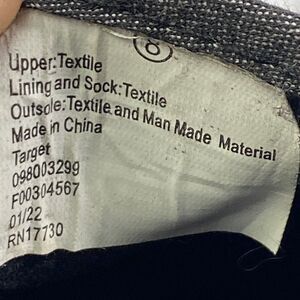 8
Upper:Textile
Lining and Sock:Textile
Outsole:Textile and Man Made Material
Made in China
Target
098003299
F00304567
01/22
RN17730